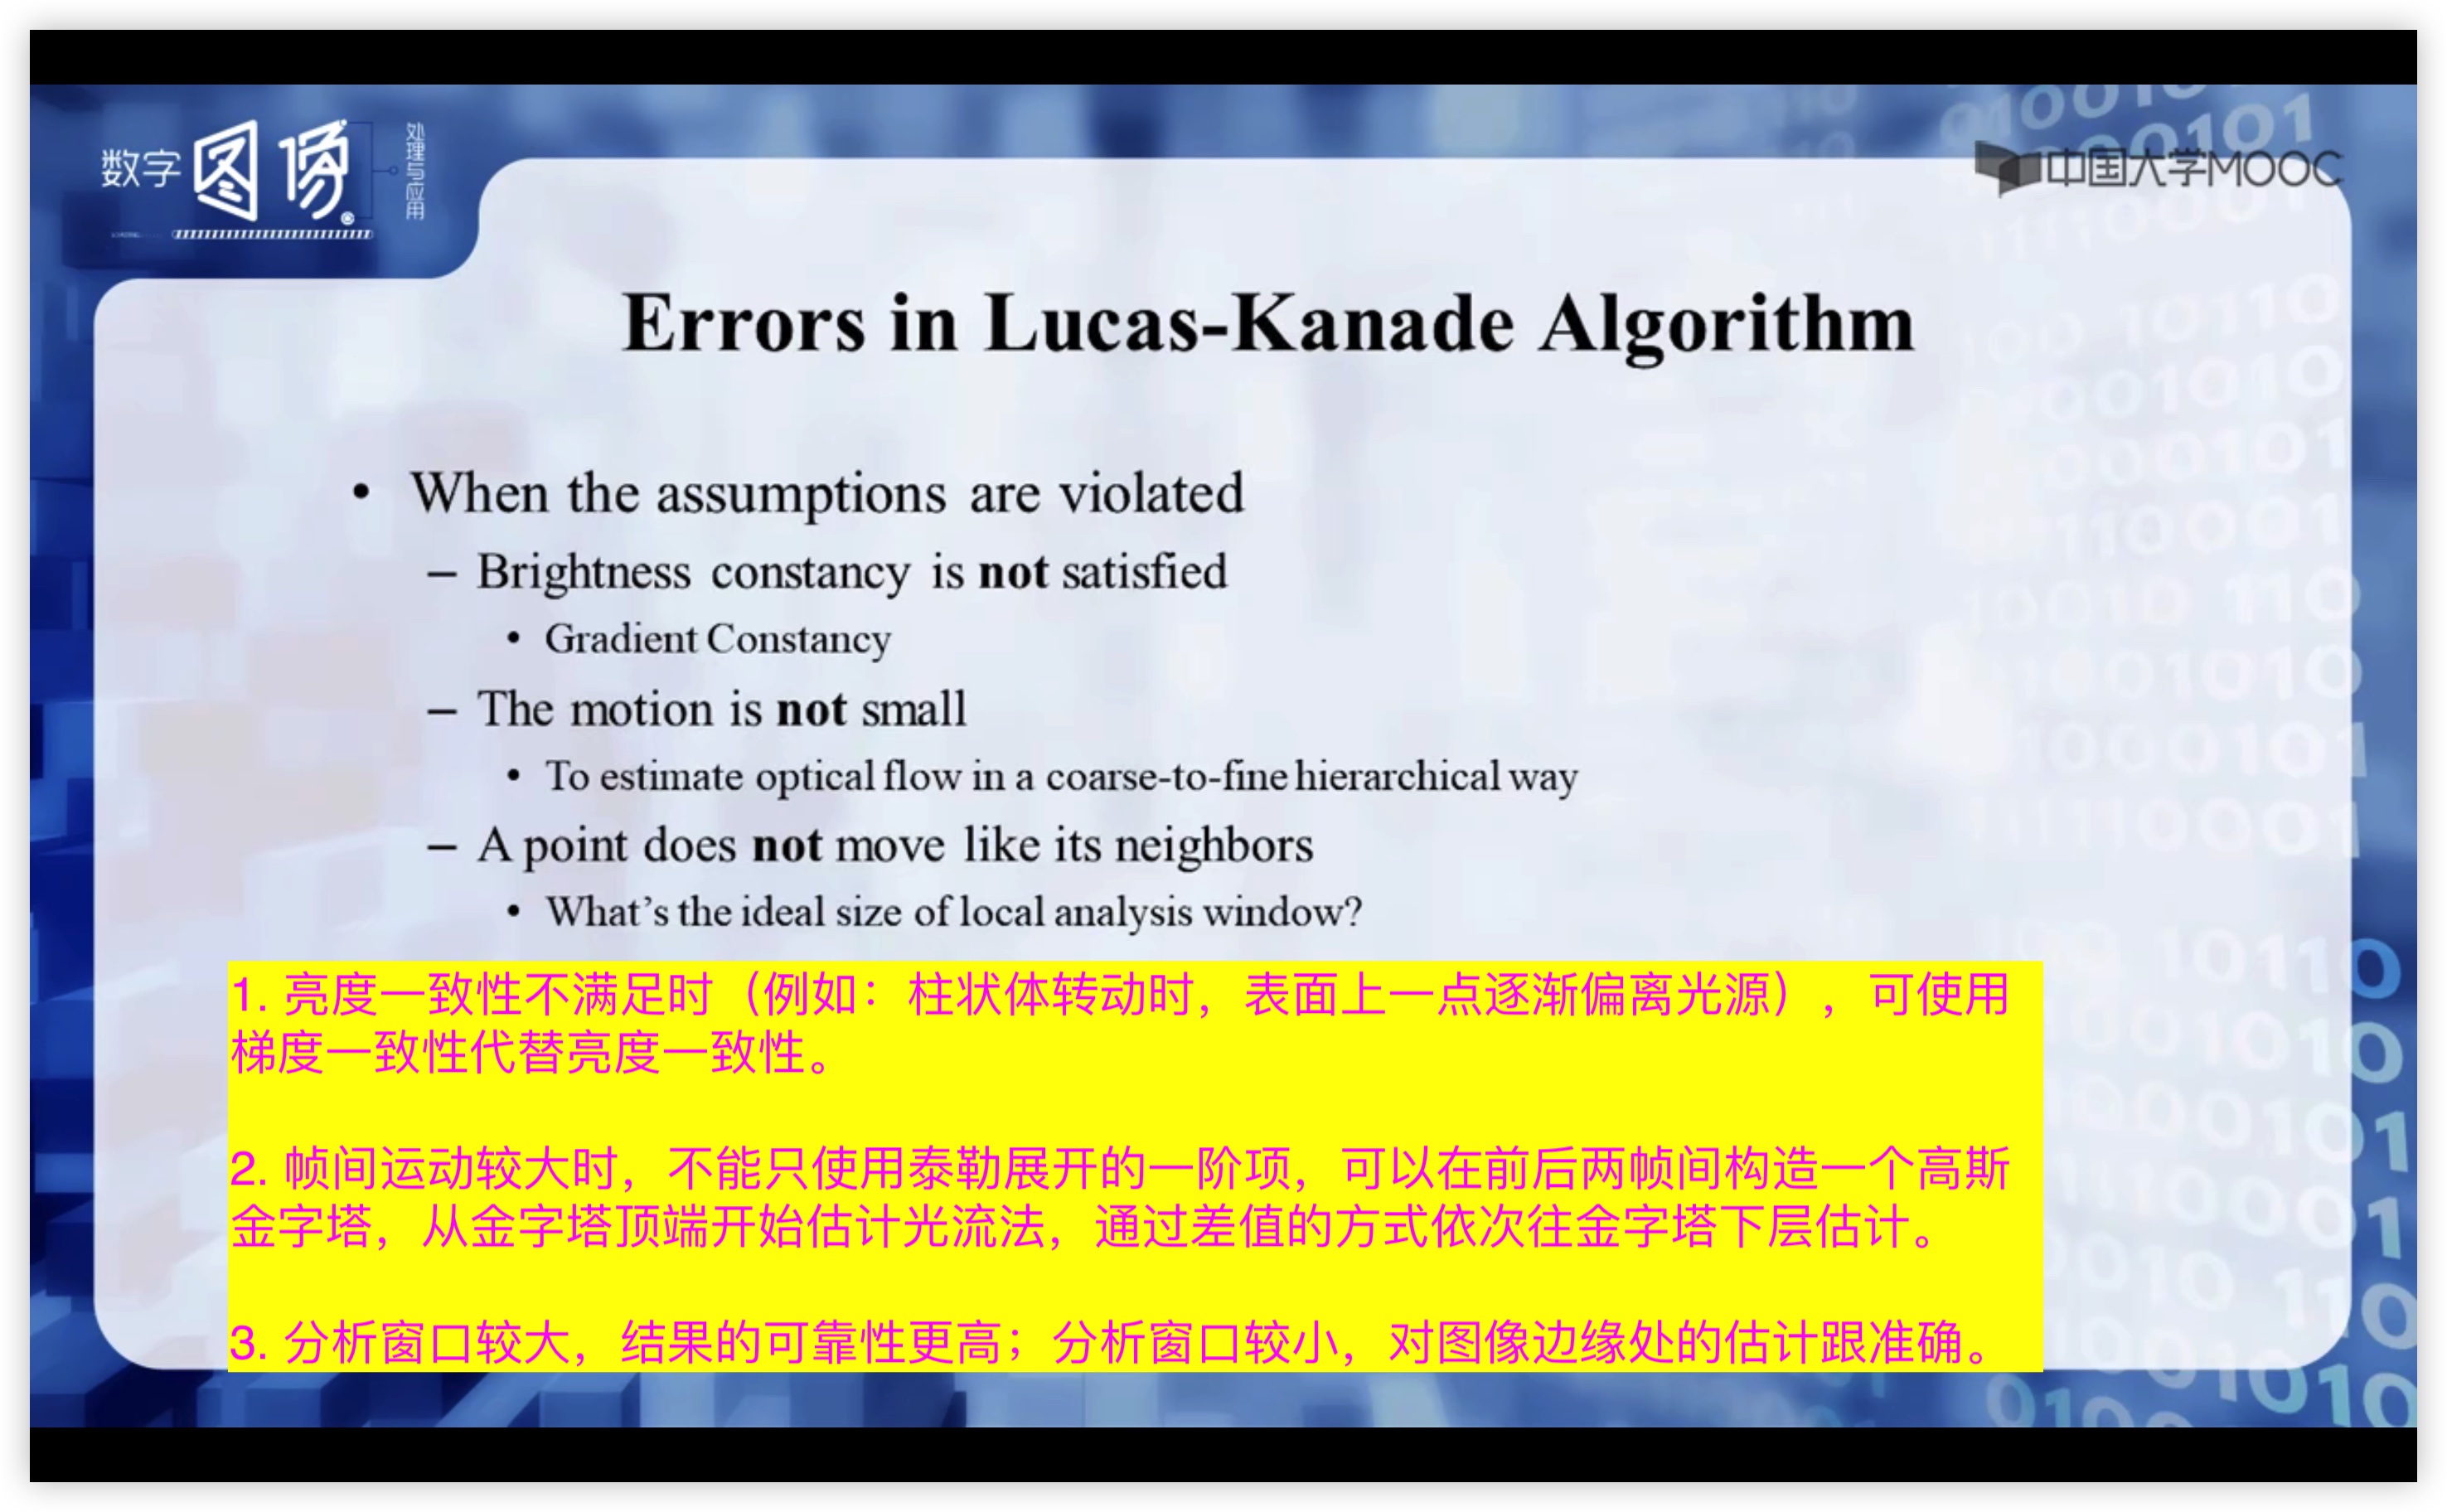 数字图像
处理与应用
中国大学MOOC
Errors in Lucas-Kanade Algorithm
• When the assumptions are violated
– Brightness constancy is not satisfied
• Gradient Constancy
– The motion is not small
• To estimate optical flow in a coarse-to-fine hierarchical way
– A point does not move like its neighbors
• What's the ideal size of local analysis window?
1. 亮度一致性不满足时（例如：柱状体转动时，表面上一点逐渐偏离光源），可使用
梯度一致性代替亮度一致性。
2. 帧间运动较大时，不能只使用泰勒展开的一阶项，可以在前后两帧间构造一个高斯
金字塔，从金字塔顶端开始估计光流法，通过差值的方式依次往金字塔下层估计。
3. 分析窗口较大，结果的可靠性更高；分析窗口较小，对图像边缘处的估计跟准确。